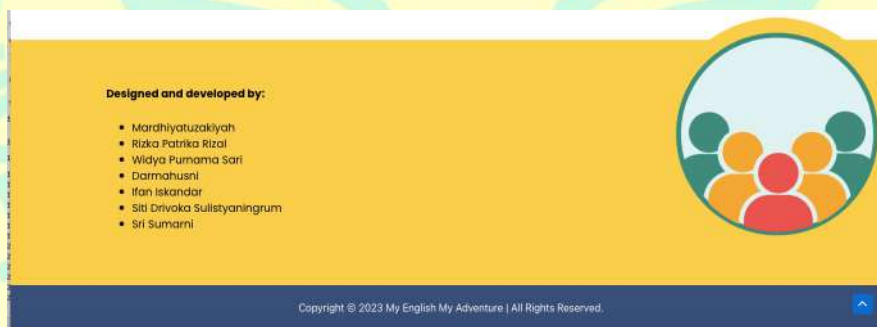 Designed and developed by:
Mardhiyatuzakiyah
Rizka Patrika Rizal
Widya Purnama Sari
Darmahusni
Ifan Iskandar
Siti Drivoka Sulistyaningrum
Sri Sumarni
Copyright © 2023 My English My Adventure | All Rights Reserved.